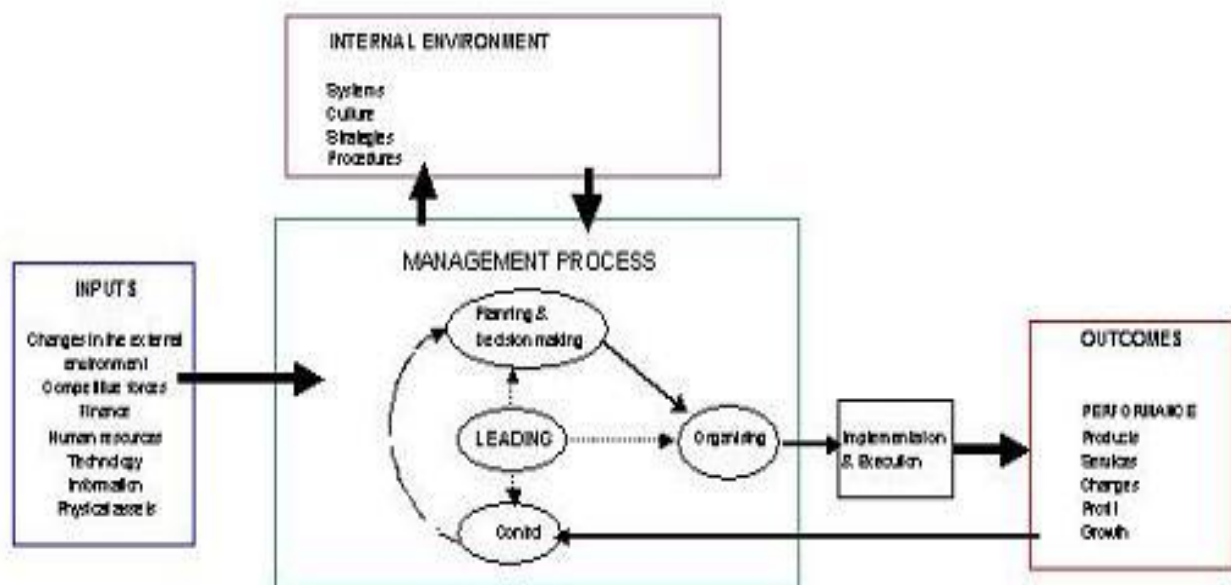 INTERNAL ENVIRONMENT
Systems
Culture
Strategies
Procedures
MANAGEMENT PROCESS
INPUTS
Changes in the external
environment
Competitive forces
Finance
Human resources
Technology
Information
Physical assets
Planning &
decision making
LEADING
Organising
Control
Implementation
& Execution
OUTCOMES
PERFORMANCE
Products
Services
Changes
Profit
Growth